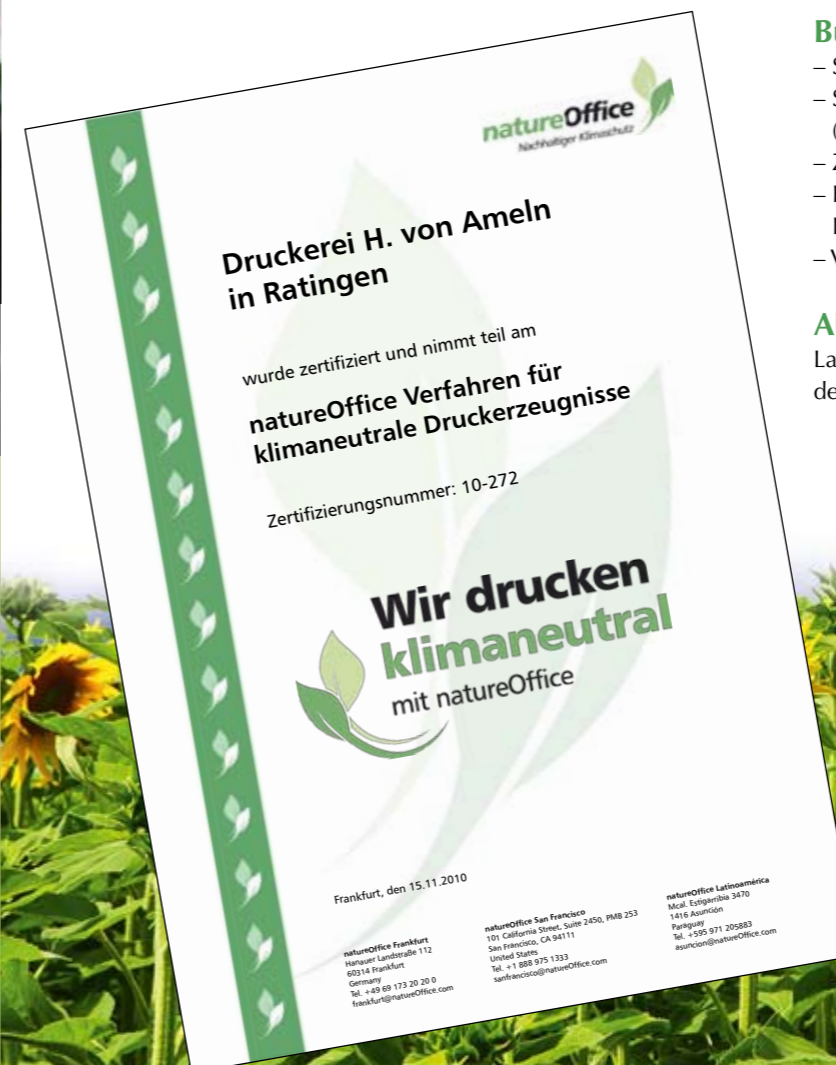 natureOffice
Nachhaltiger Klimaschutz
Druckerei H. von Ameln
in Ratingen
wurde zertifiziert und nimmt teil am
natureOffice Verfahren für
klimaneutrale Druckerzeugnisse
Zertifizierungsnummer: 10-272
Wir drucken
klimaneutral
mit natureOffice
Frankfurt, den 15.11.2010
natureOffice Frankfurt
Hanauer Landstraße 112
60314 Frankfurt
Germany
Tel. +49 69 173 20 20 0
frankfurt@natureOffice.com
natureOffice San Francisco
101 California Street, Suite 2450, PMB 253
San Francisco, CA 94111
United States
Tel. +1 888 975 1333
sanfrancisco@natureOffice.com
natureOffice Latinoamérica
Mcal. Estigarribia 3470
1416 Asunción
Paraguay
Tel. +595 971 205883
asuncion@natureOffice.com